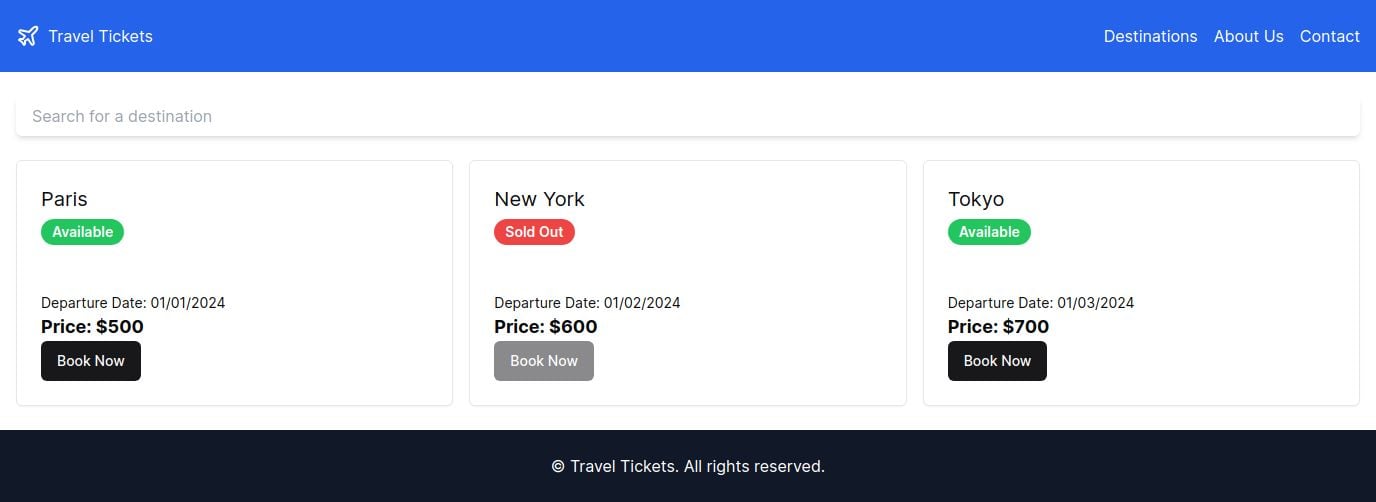 Travel Tickets
Destinations About Us Contact
Search for a destination
Paris
Available
Departure Date: 01/01/2024
Price: $500
Book Now
New York
Sold Out
Departure Date: 01/02/2024
Price: $600
Book Now
Tokyo
Available
Departure Date: 01/03/2024
Price: $700
Book Now
© Travel Tickets. All rights reserved.